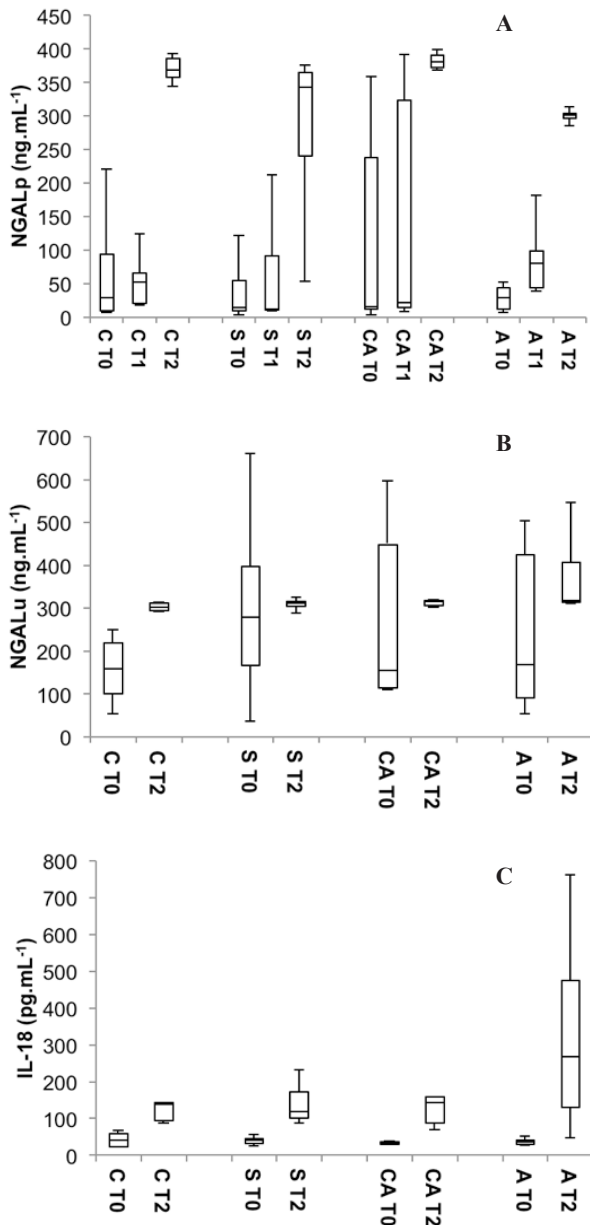 A
NGALp (ng.mL-1)
450
400
350
300
250
200
150
100
50
0
C T0
C T1
C T2
S T0
S T1
S T2
CA T0
CA T1
CA T2
A T0
A T1
A T2
B
NGALu (ng.mL-1)
700
600
500
400
300
200
100
0
C T0
C T2
S T0
S T2
CA T0
CA T2
A T0
A T2
C
IL-18 (pg.mL-1)
800
700
600
500
400
300
200
100
0
C T0
C T2
S T0
S T2
CA T0
CA T2
A T0
A T2